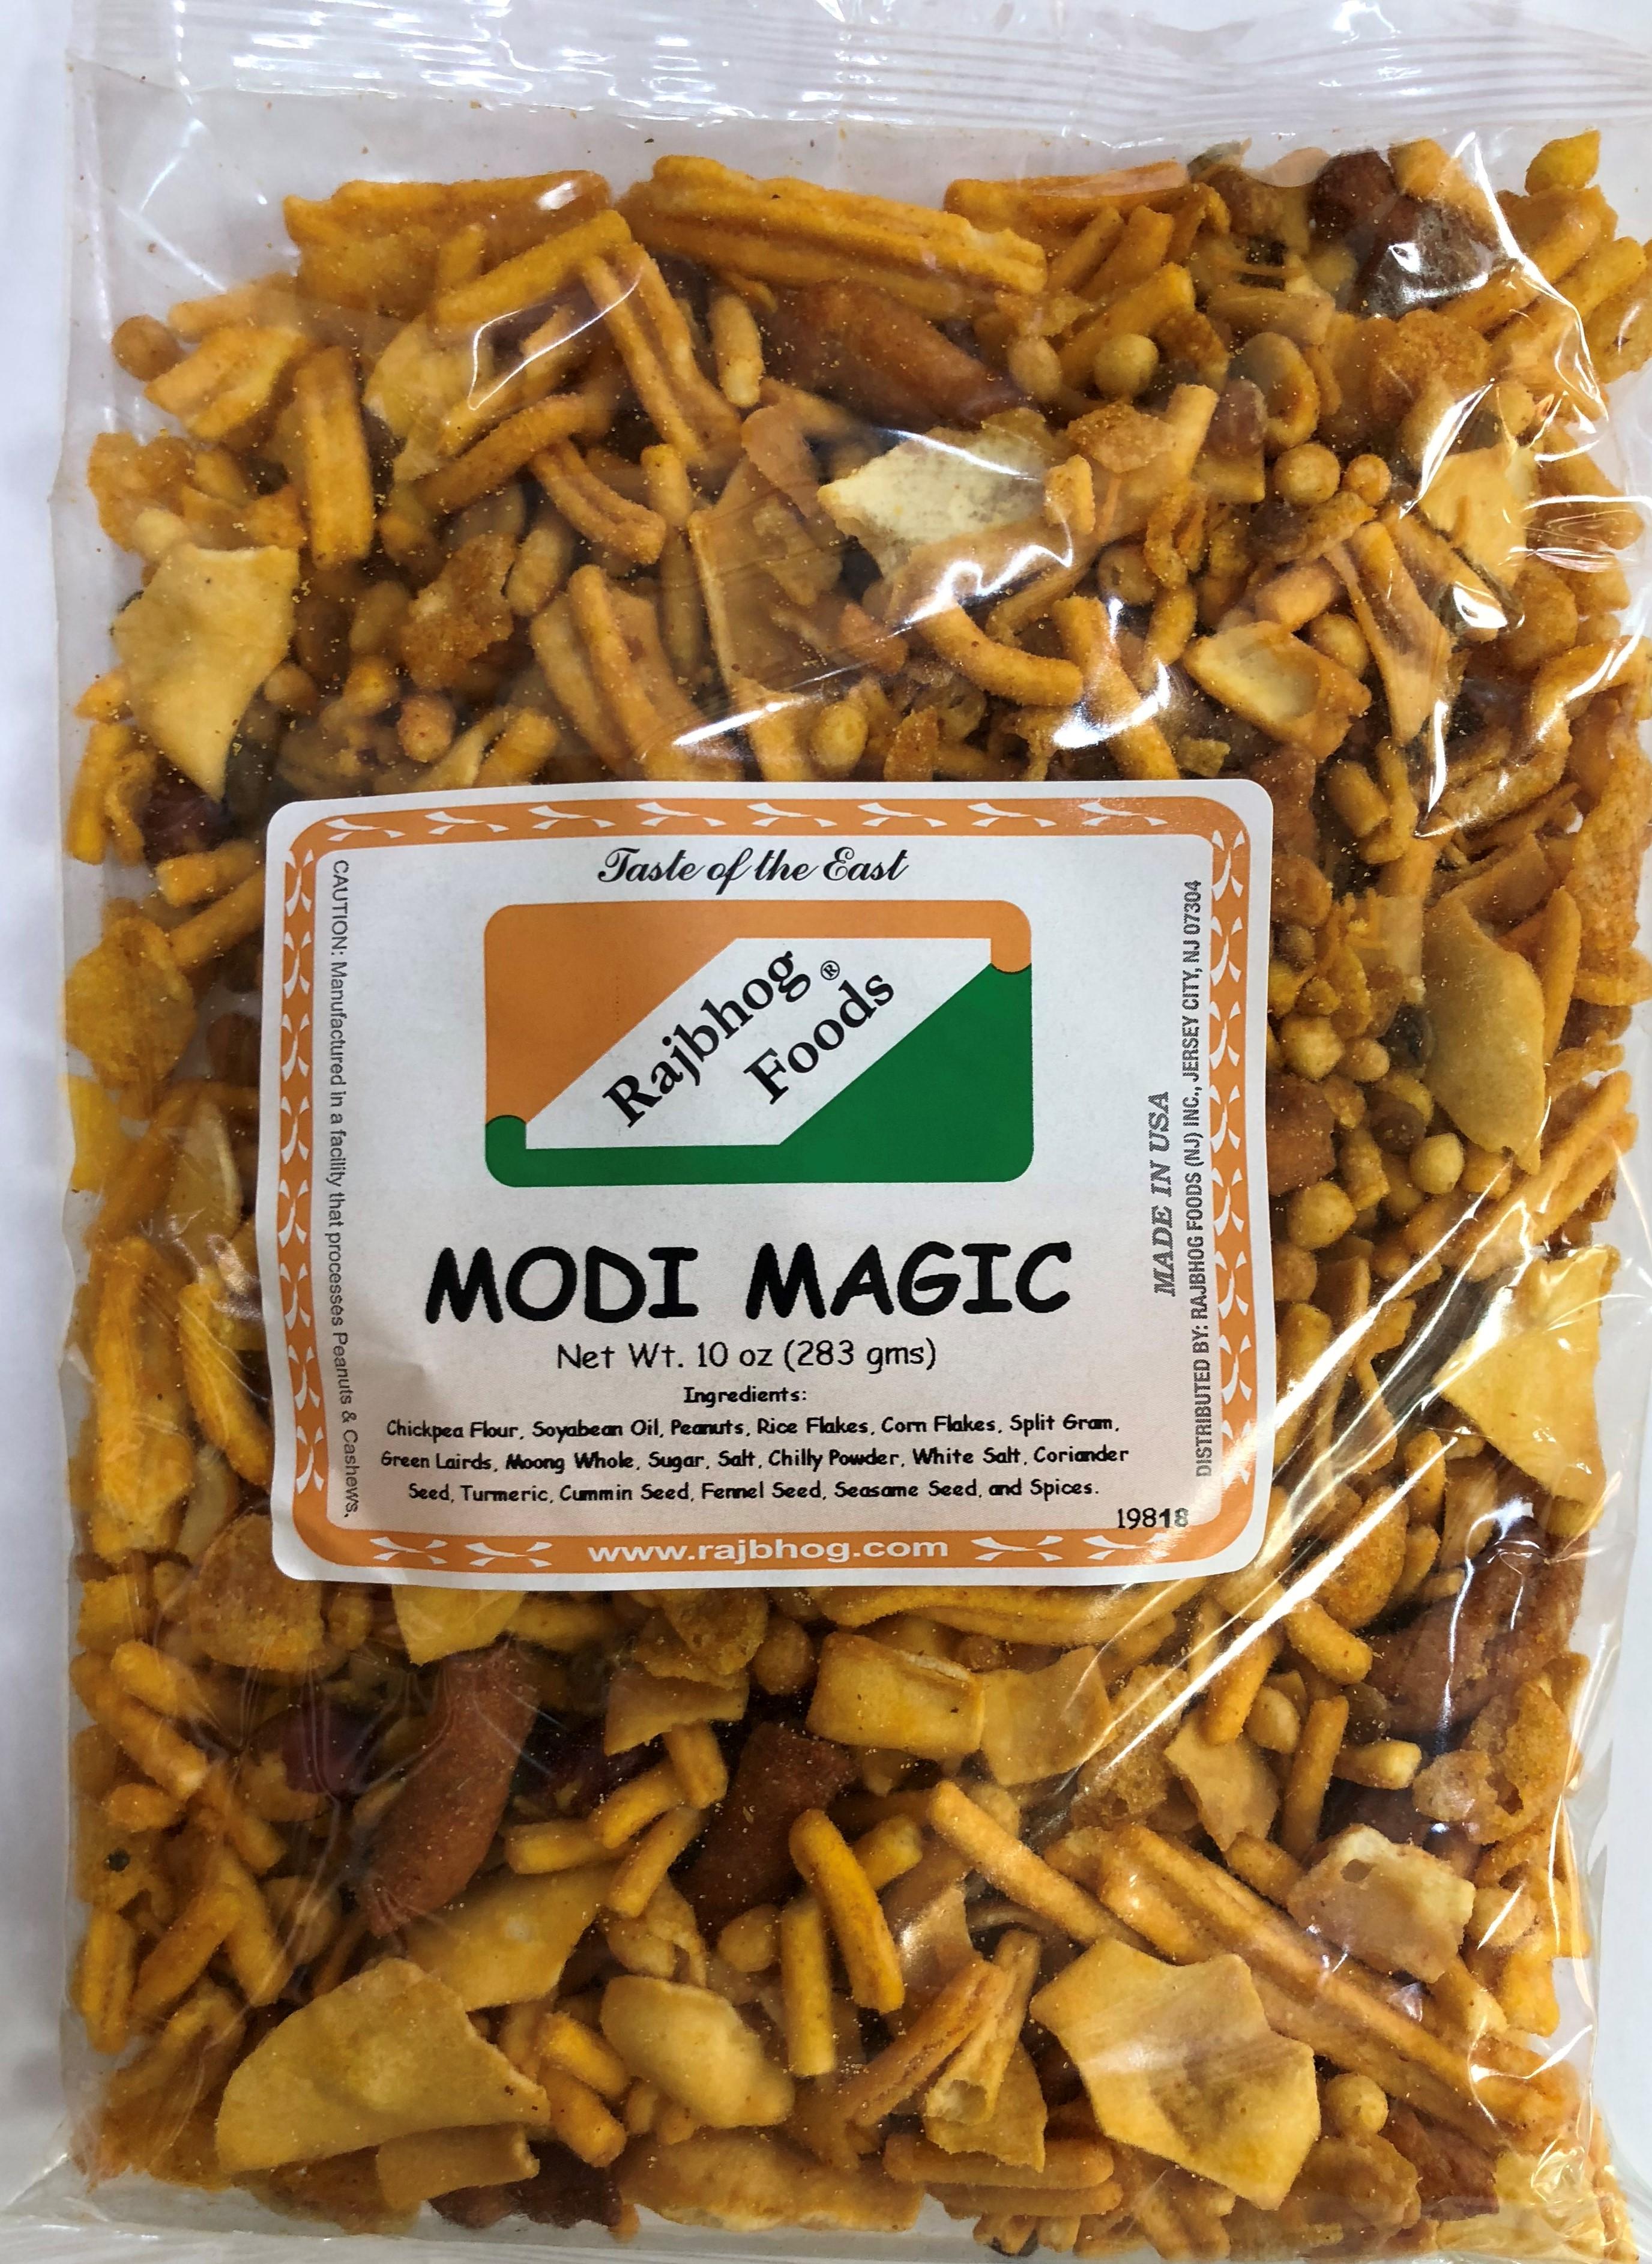 Taste of the East
Rajbhog®
Foods
MODI MAGIC
Net Wt. 10 oz (283 gms)
Ingredients:
Chickpea Flour, Soyabean Oil, Peanuts, Rice Flakes, Corn Flakes, Split Gram,
Green Lairds, Moong Whole, Sugar, Salt, Chilly Powder, White Salt, Coriander
Seed, Turmeric, Cummin Seed, Fennel Seed, Seasame Seed, and Spices.
19818
www.rajbhog.com
CAUTION: Manufactured in a facility that processes Peanuts & Cashews.
MADE IN USA
DISTRIBUTED BY: RAJBHOG FOODS (NJ) INC., JERSEY CITY, NJ 07304